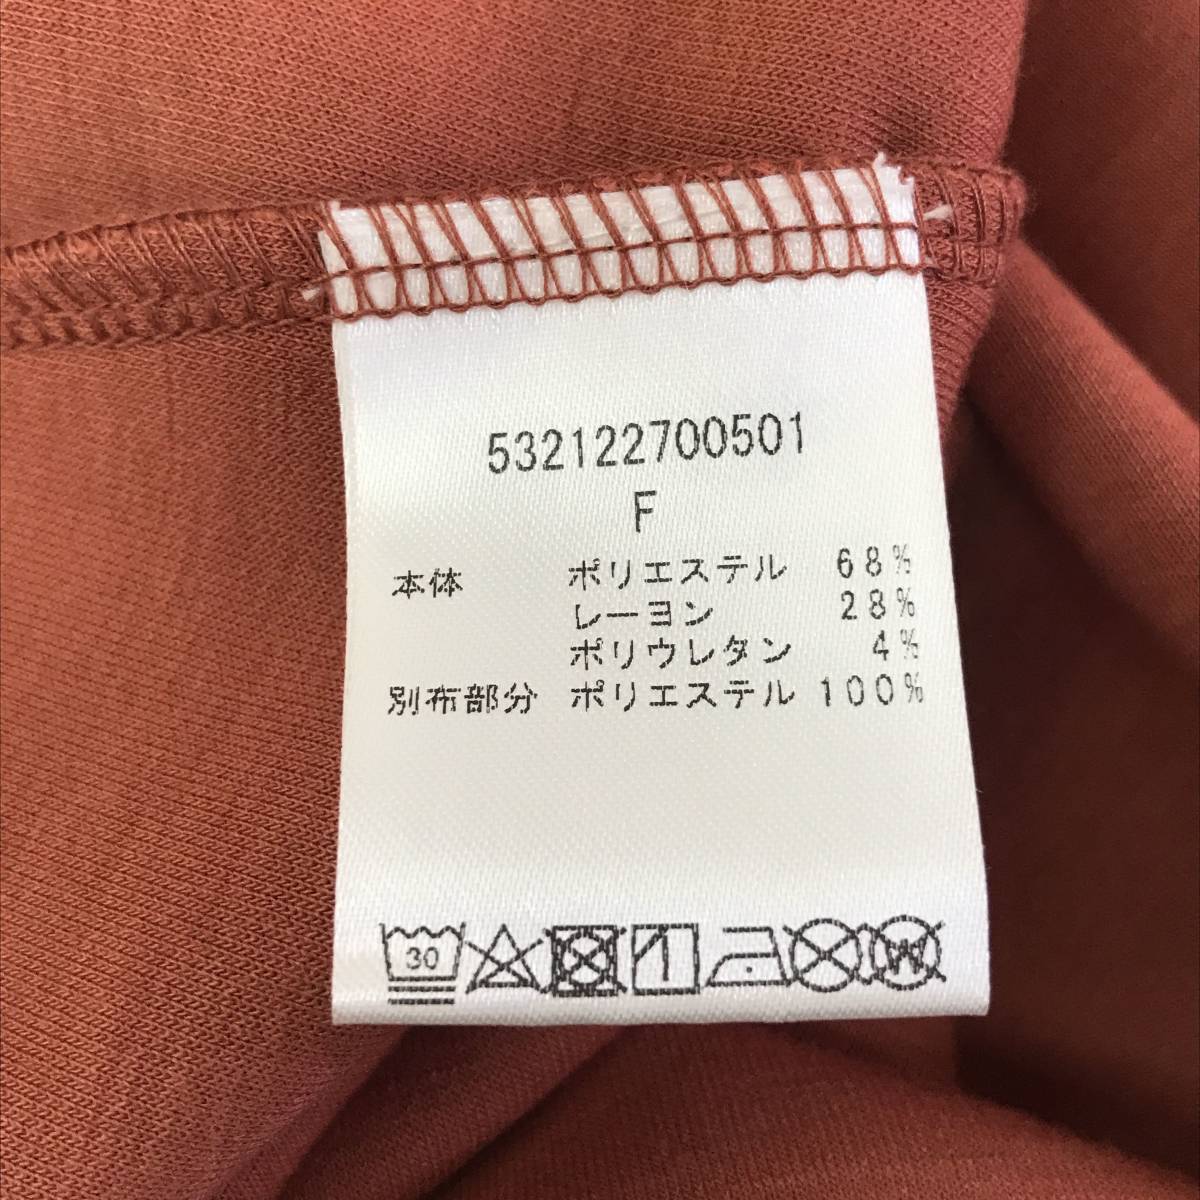 532122700501
F
本体 ポリエステル 68%
レーヨン 28%
ポリウレタン 4%
別布部分 ポリエステル 100%
30 W